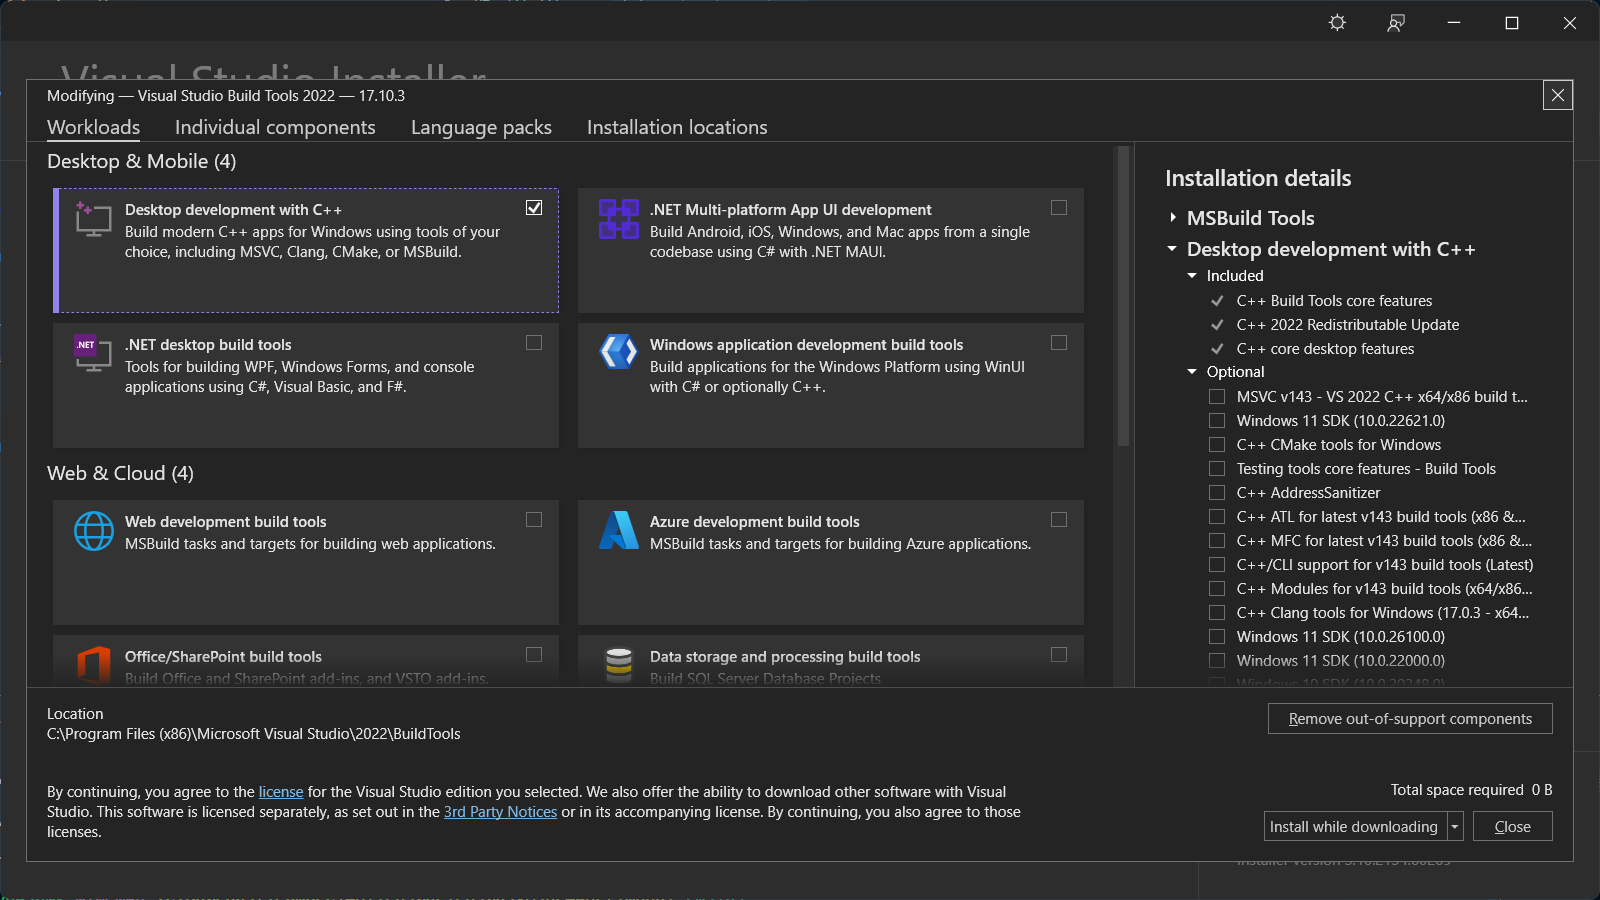 Visual Studio Installer
Modifying — Visual Studio Build Tools 2022 — 17.10.3
Workloads
Individual components
Language packs
Installation locations
Desktop & Mobile (4)
Desktop development with C++
Build modern C++ apps for Windows using tools of your
choice, including MSVC, Clang, CMake, or MSBuild.
.NET Multi-platform App UI development
Build Android, iOS, Windows, and Mac apps from a single
codebase using C# with .NET MAUI.
.NET
.NET desktop build tools
Tools for building WPF, Windows Forms, and console
applications using C#, Visual Basic, and F#.
Windows application development build tools
Build applications for the Windows Platform using WinUI
with C# or optionally C++.
Web & Cloud (4)
Web development build tools
MSBuild tasks and targets for building web applications.
Azure development build tools
MSBuild tasks and targets for building Azure applications.
Office/SharePoint build tools
Build Office and SharePoint add-ins, and VSTO add-ins.
Data storage and processing build tools
Build SQL Server Database Projects
Installation details
MSBuild Tools
Desktop development with C++
Included
C++ Build Tools core features
C++ 2022 Redistributable Update
C++ core desktop features
Optional
MSVC v143 - VS 2022 C++ x64/x86 build t...
Windows 11 SDK (10.0.22621.0)
C++ CMake tools for Windows
Testing tools core features - Build Tools
C++ AddressSanitizer
C++ ATL for latest v143 build tools (x86 &...
C++ MFC for latest v143 build tools (x86 &...
C++/CLI support for v143 build tools (Latest)
C++ Modules for v143 build tools (x64/x86...
C++ Clang tools for Windows (17.0.3 - x64...
Windows 11 SDK (10.0.26100.0)
Windows 11 SDK (10.0.22000.0)
Windows 10 SDK (10.0.20348.0)
Location
C:\Program Files (x86)\Microsoft Visual Studio\2022\BuildTools
Remove out-of-support components
By continuing, you agree to the license for the Visual Studio edition you selected. We also offer the ability to download other software with Visual
Studio. This software is licensed separately, as set out in the 3rd Party Notices or in its accompanying license. By continuing, you also agree to those
licenses.
Total space required 0 B
Install while downloading
Close